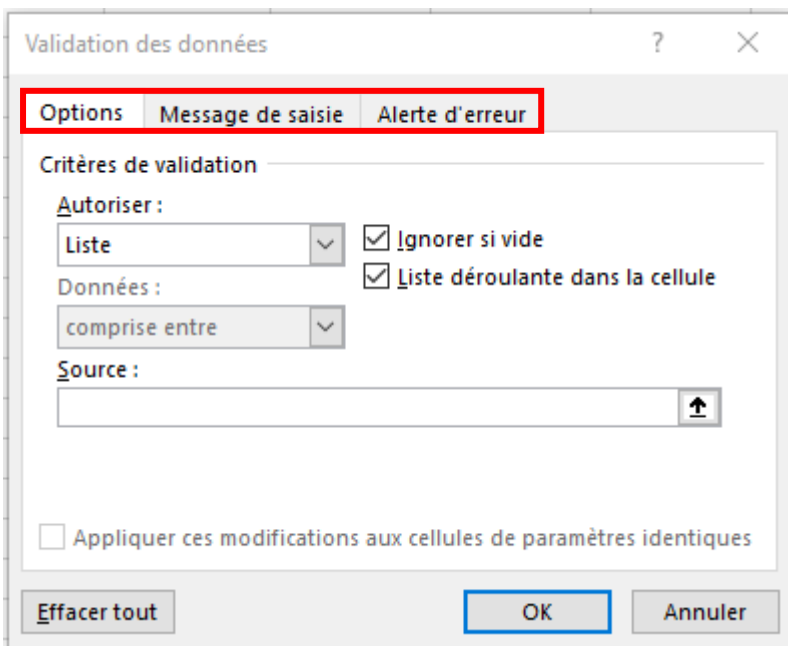 Validation des données
Options Message de saisie Alerte d'erreur
Critères de validation
Autoriser :
Liste
Ignorer si vide
Liste déroulante dans la cellule
Données :
comprise entre
Source :
Appliquer ces modifications aux cellules de paramètres identiques
Effacer tout OK Annuler